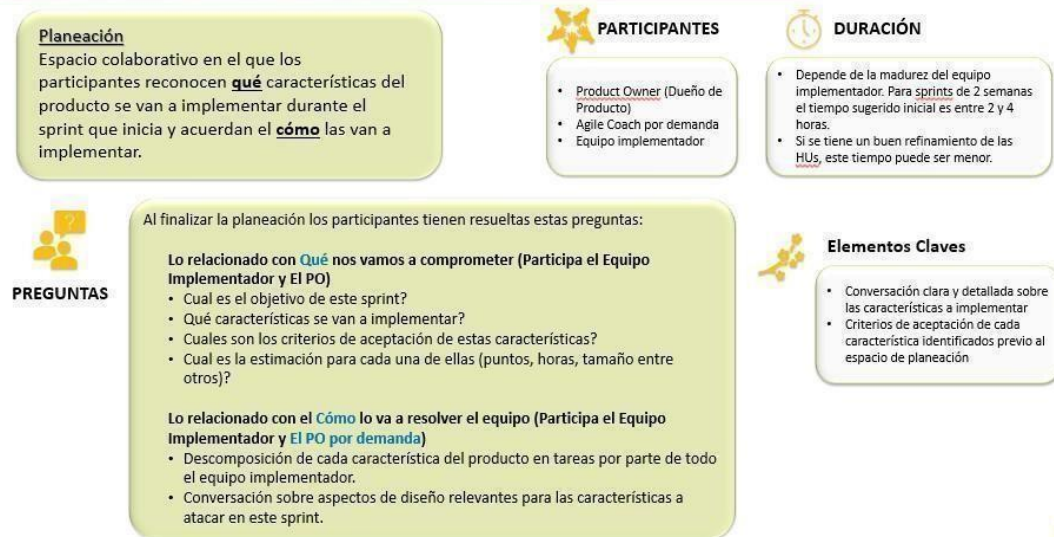 Planeación
Espacio colaborativo en el que los
participantes reconocen qué características del
producto se van a implementar durante el
sprint que inicia y acuerdan el cómo las van a
implementar.
PARTICIPANTES
• Product Owner (Dueño de
Producto)
• Agile Coach por demanda
• Equipo implementador
DURACIÓN
• Depende de la madurez del equipo
implementador. Para sprints de 2 semanas
el tiempo sugerido inicial es entre 2 y 4
horas.
• Si se tiene un buen refinamiento de las
HUs, este tiempo puede ser menor.
?
PREGUNTAS
Al finalizar la planeación los participantes tienen resueltas estas preguntas:
Lo relacionado con Qué nos vamos a comprometer (Participa el Equipo
Implementador y El PO)
• Cual es el objetivo de este sprint?
• Qué características se van a implementar?
• Cuales son los criterios de aceptación de estas características?
• Cual es la estimación para cada una de ellas (puntos, horas, tamaño entre
otros)?
Lo relacionado con el Cómo lo va a resolver el equipo (Participa el Equipo
Implementador y El PO por demanda)
• Descomposición de cada característica del producto en tareas por parte de todo
el equipo implementador.
• Conversación sobre aspectos de diseño relevantes para las características a
atacar en este sprint.
Elementos Claves
• Conversación clara y detallada sobre
las características a implementar
• Criterios de aceptación de cada
característica identificados previo al
espacio de planeación